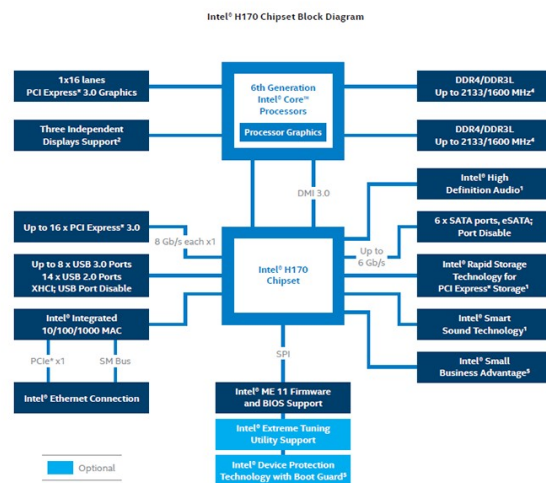 Intel® H170 Chipset Block Diagram
1x16 lanes
PCI Express* 3.0 Graphics
Three Independent
Displays Support²
6th Generation
Intel® Core™
Processors
Processor Graphics
DDR4/DDR3L
Up to 2133/1600 MHz⁴
DDR4/DDR3L
Up to 2133/1600 MHz⁴
DMI 3.0
Intel® High
Definition Audio¹
Up to 16 x PCI Express* 3.0
8 Gb/s each x1
Up to 8 x USB 3.0 Ports
14 x USB 2.0 Ports
XHCI; USB Port Disable
Intel® Integrated
10/100/1000 MAC
PCIe* x1
SM Bus
Intel® Ethernet Connection
Intel® H170
Chipset
Up to
6 Gb/s
6 x SATA ports, eSATA;
Port Disable
Intel® Rapid Storage
Technology for
PCI Express* Storage¹
Intel® Smart
Sound Technology¹
Intel® Small
Business Advantage⁵
SPI
Intel® ME 11 Firmware
and BIOS Support
Intel® Extreme Tuning
Utility Support
Intel® Device Protection
Technology with Boot Guard⁵
Optional